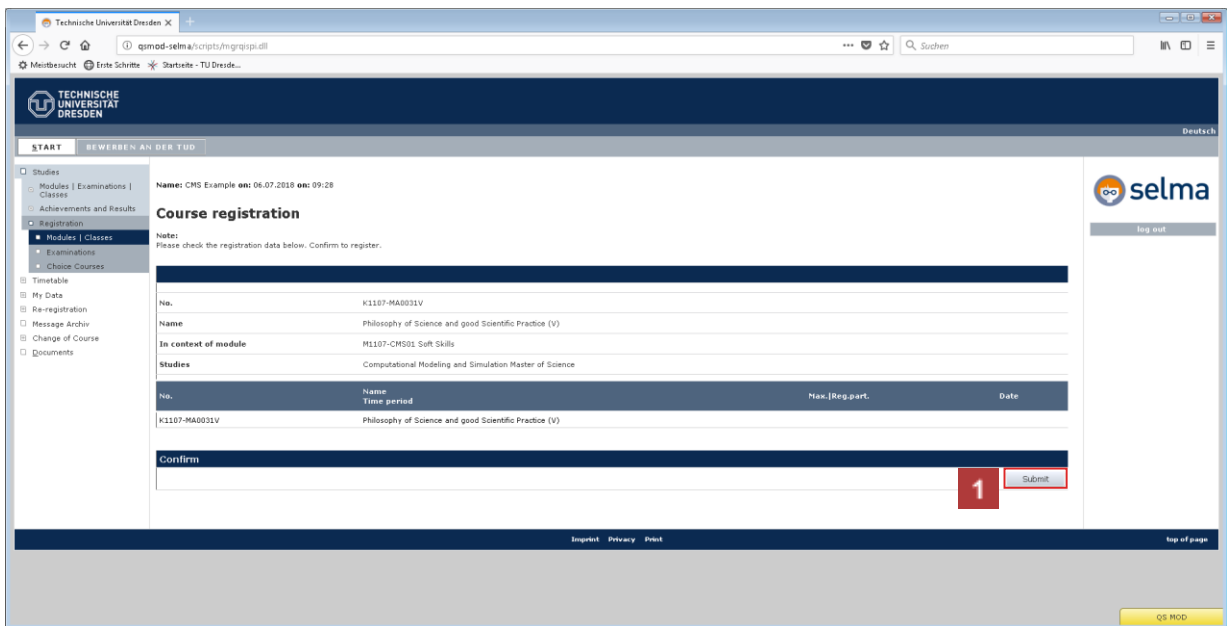 Technische Universität Dresden
qsmod-selma/scripts/mgrqispi.dll
Suchen
Meistbesucht Erste Schritte Startseite - TU Dresde...
TECHNISCHE
UNIVERSITÄT
DRESDEN
Deutsch
START BEWERBEN AN DER TUD
Studies
Modules | Examinations |
Classes
Achievements and Results
Registration
Modules | Classes
Examinations
Choice Courses
Timetable
My Data
Re-registration
Message Archiv
Change of Course
Documents
Name: CMS Example on: 06.07.2018 on: 09:28
Course registration
Note:
Please check the registration data below. Confirm to register.
No. K1107-MA0031V
Name Philosophy of Science and good Scientific Practice (V)
In context of module M1107-CMS01 Soft Skills
Studies Computational Modeling and Simulation Master of Science
No. Name Max.|Reg.part. Date
Time period
K1107-MA0031V Philosophy of Science and good Scientific Practice (V)
Confirm
1 Submit
selma
log out
Imprint Privacy Print top of page
QS MOD